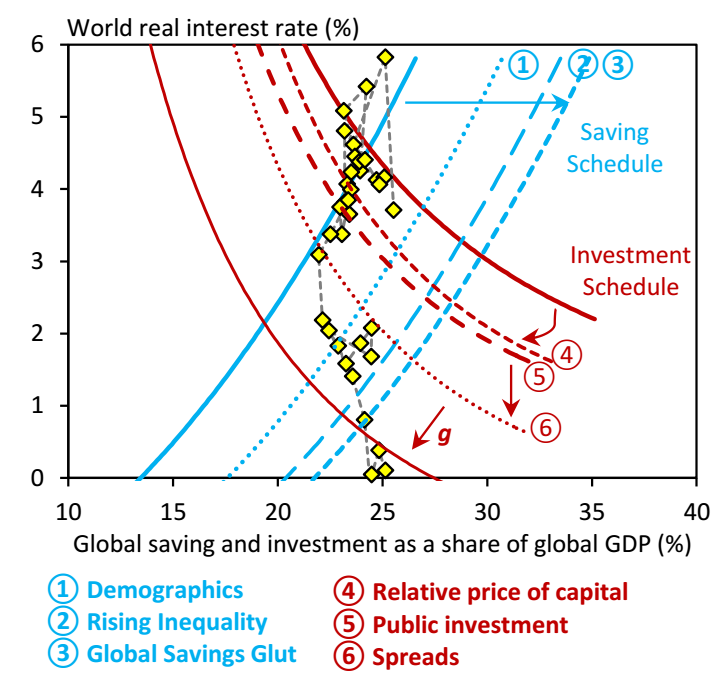 World real interest rate (%)
6
5
4
3
2
1
0
① ② ③
Saving
Schedule
Investment
Schedule
④
⑤
⑥
g
10 15 20 25 30 35 40
Global saving and investment as a share of global GDP (%)
① Demographics
② Rising Inequality
③ Global Savings Glut
④ Relative price of capital
⑤ Public investment
⑥ Spreads